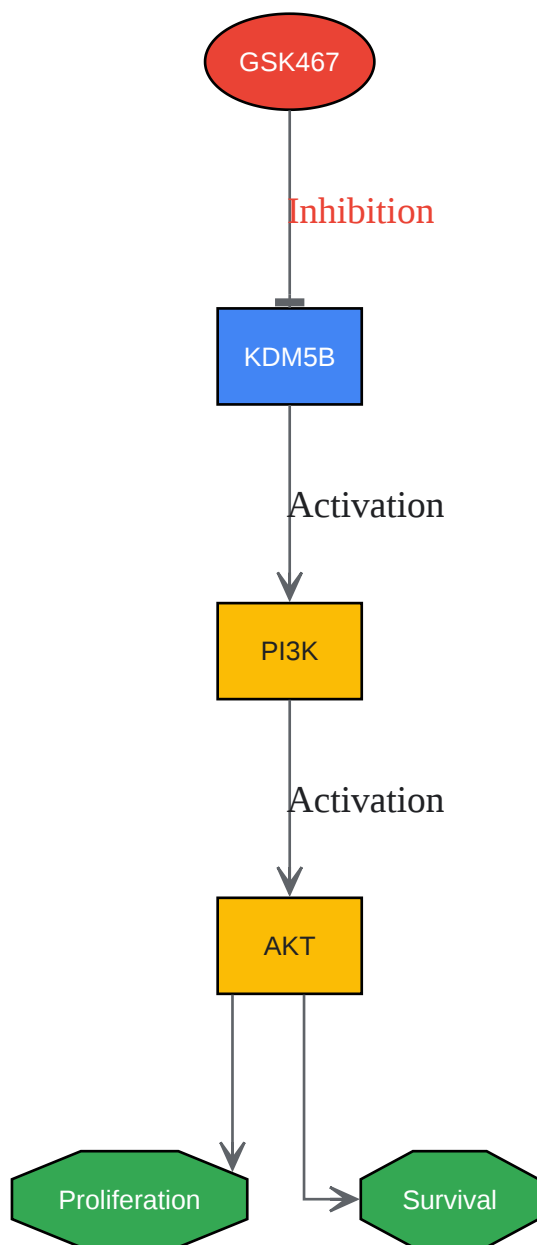 GSK467
Inhibition
KDM5B
Activation
PI3K
Activation
AKT
Proliferation
Survival